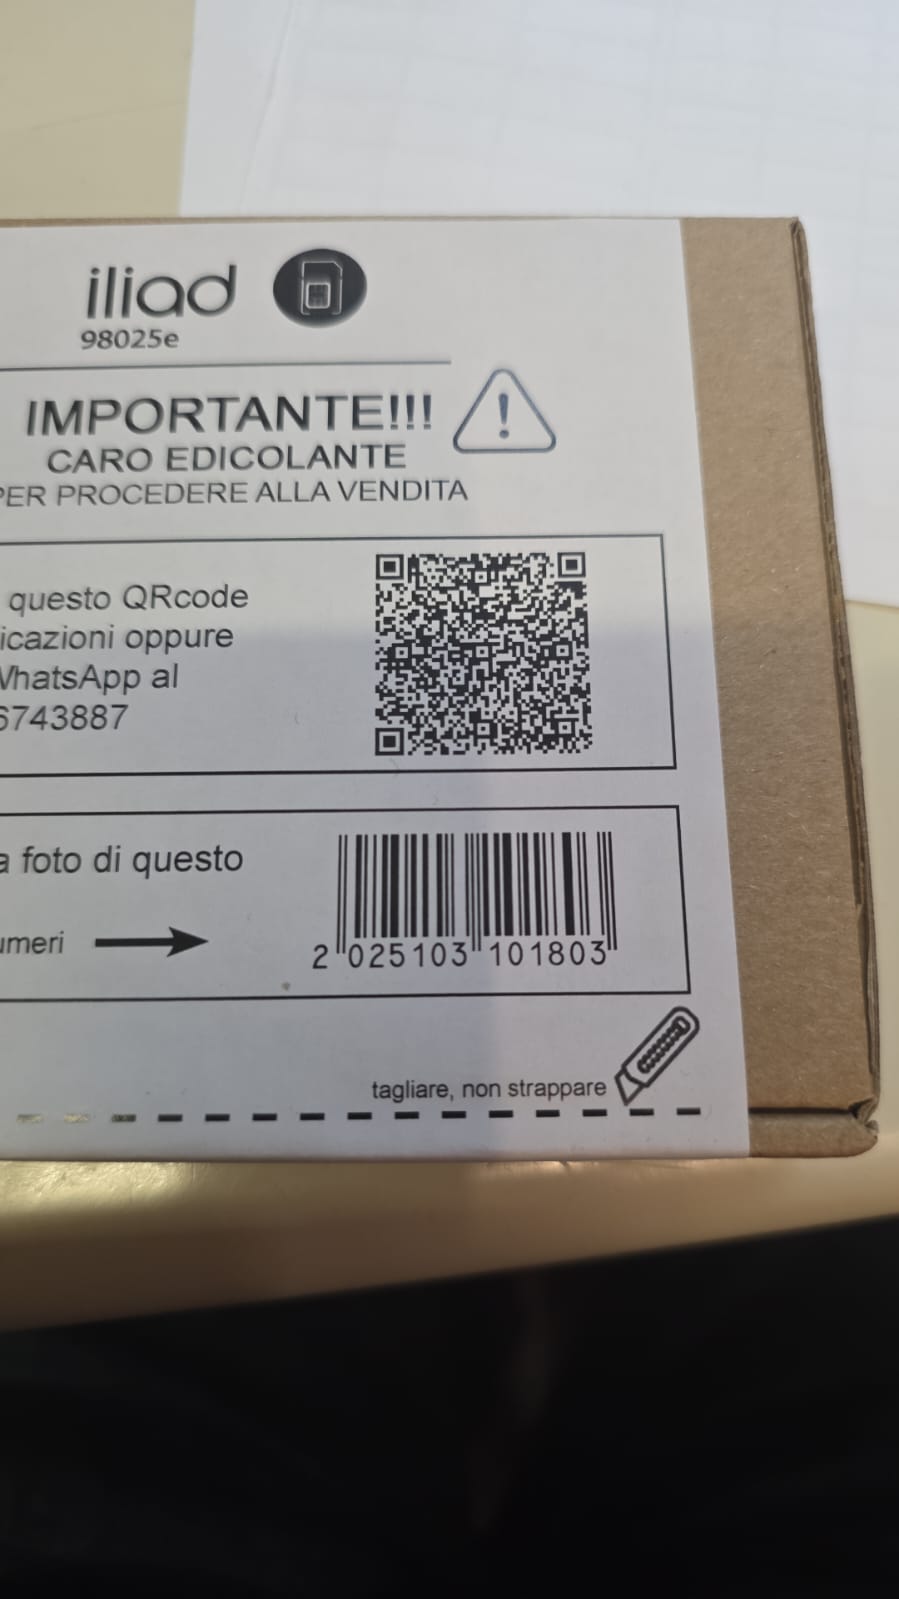 iliad
98025e
IMPORTANTE!!!
CARO EDICOLANTE
PER PROCEDERE ALLA VENDITA
questo QRcode
icazioni oppure
WhatsApp al
6743887
a foto di questo
umeri
2 025103 101803
tagliare, non strappare